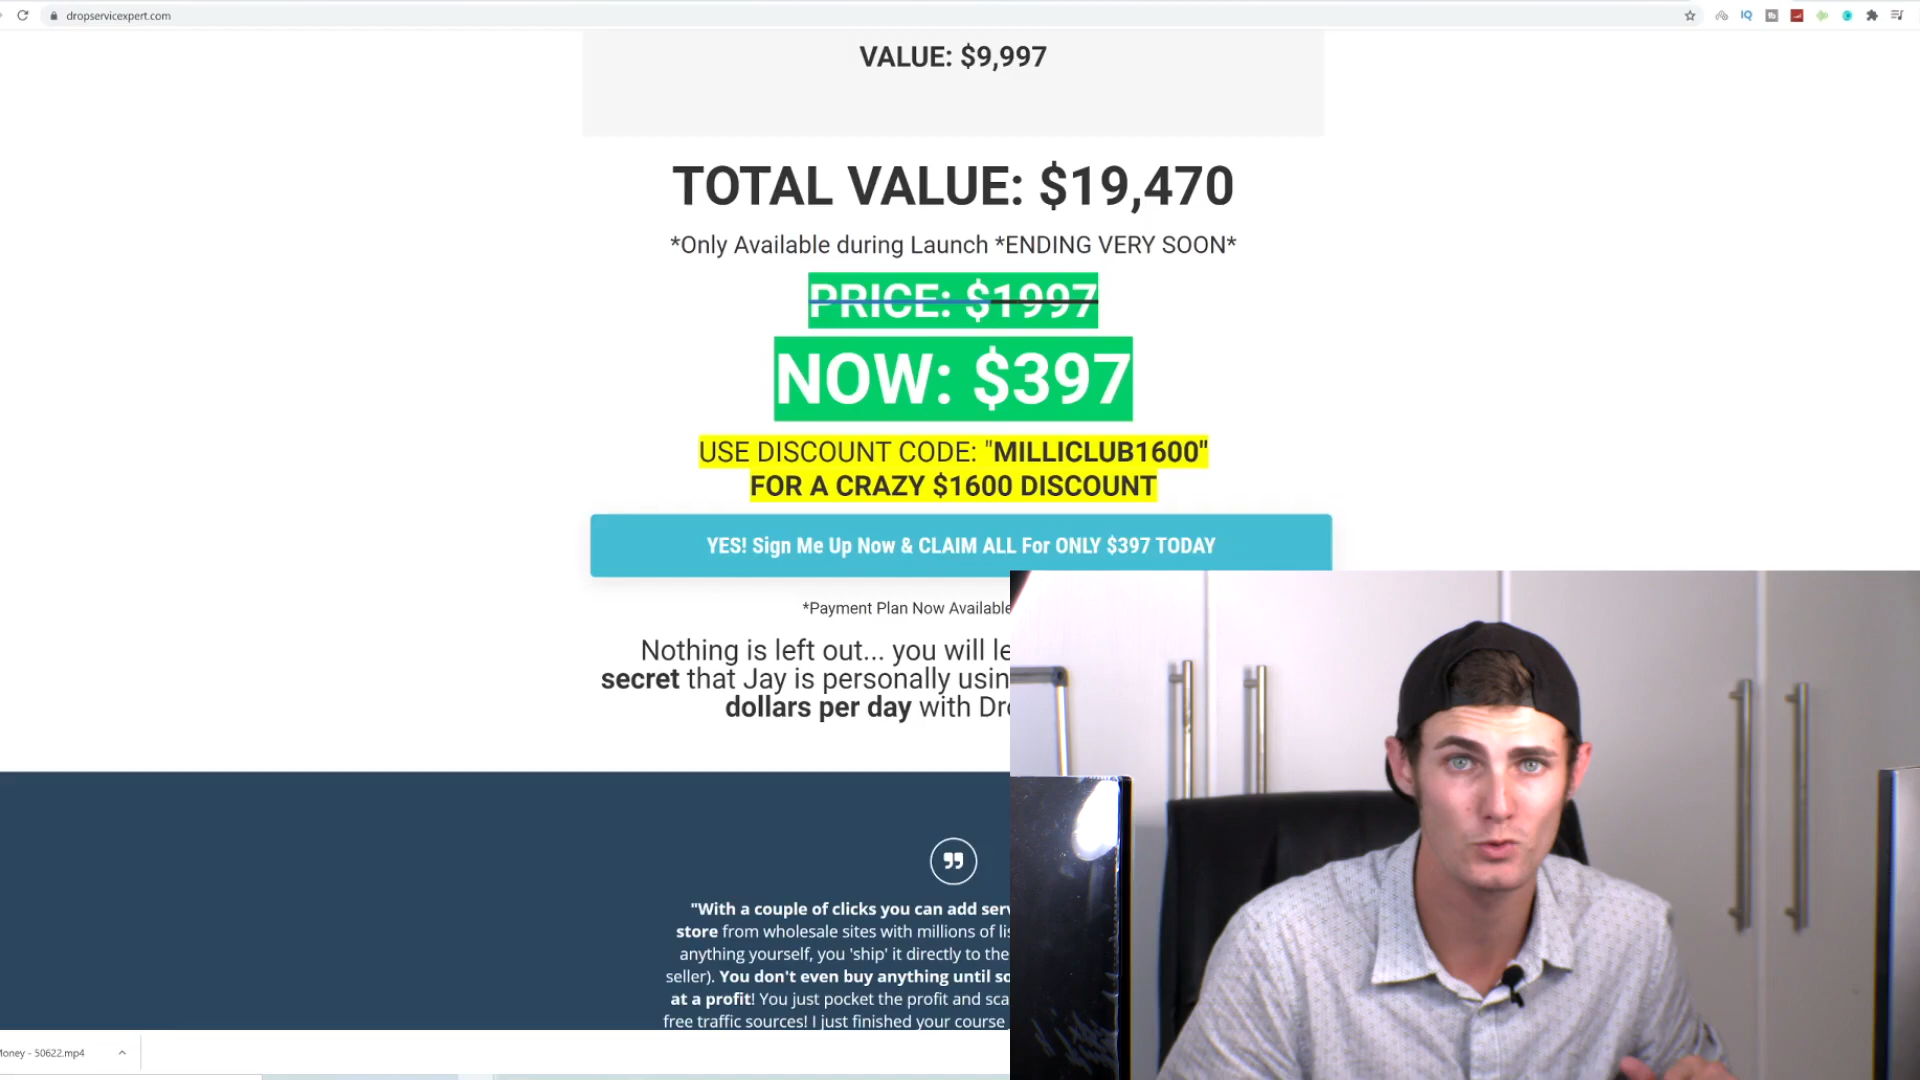 dropservicexpert.com
IQ
VALUE: $9,997
TOTAL VALUE: $19,470
*Only Available during Launch *ENDING VERY SOON*
PRICE: $1997
NOW: $397
USE DISCOUNT CODE: "MILLICLUB1600"
FOR A CRAZY $1600 DISCOUNT
YES! Sign Me Up Now & CLAIM ALL For ONLY $397 TODAY
*Payment Plan Now Available
Nothing is left out... you will le
secret that Jay is personally usin
dollars per day with Dr
"With a couple of clicks you can add ser
store from wholesale sites with millions of li
anything yourself, you 'ship' it directly to the
seller). You don't even buy anything until so
at a profit! You just pocket the profit and sca
free traffic sources! I just finished your course
Money - 50622.mp4